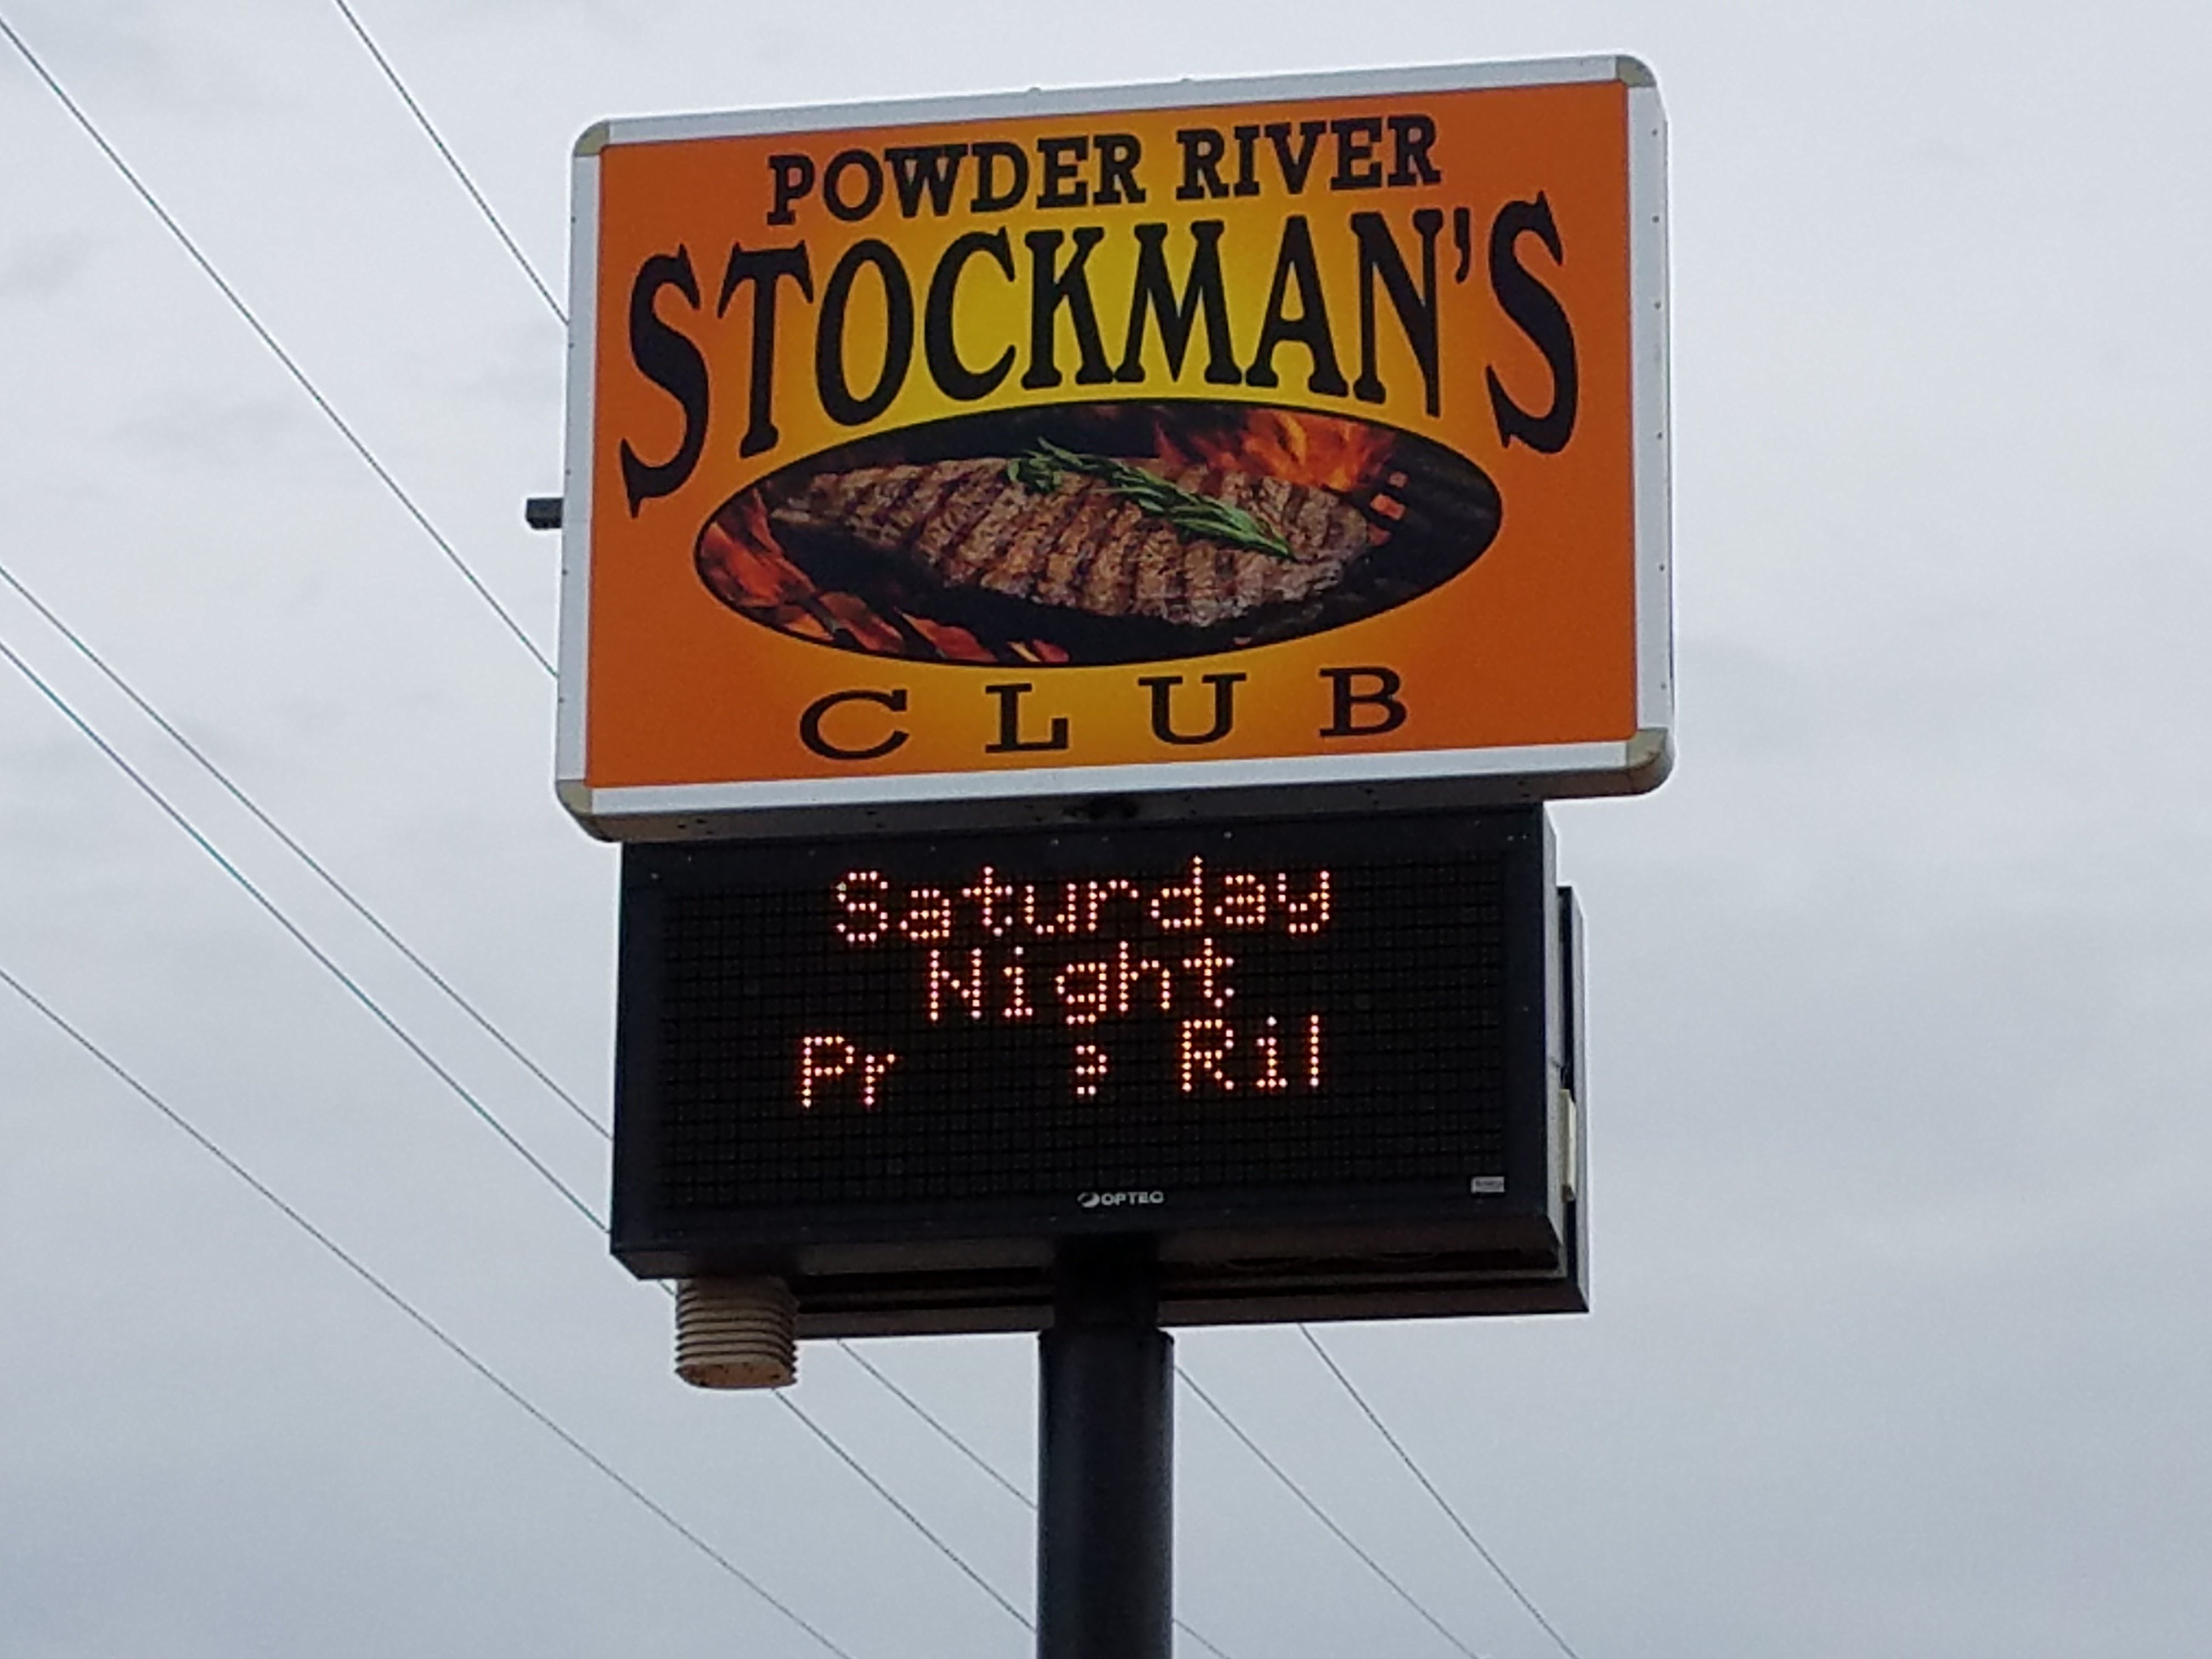 POWDER RIVER
STOCKMAN'S
CLUB
Saturday
Night
Pr Ril
OPTEC